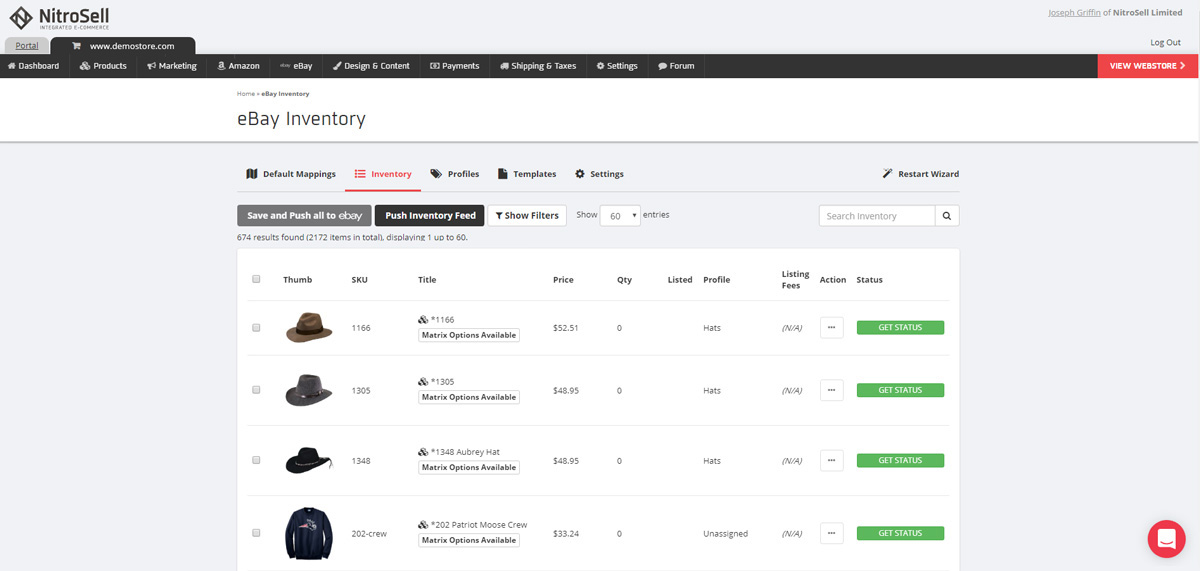 NitroSell
INTEGRATED E-COMMERCE
Joseph Griffin of NitroSell Limited
Portal
www.demostore.com
Log Out
Dashboard Products Marketing Amazon ebay eBay Design & Content Payments Shipping & Taxes Settings Forum VIEW WEBSTORE
Home » eBay Inventory
eBay Inventory
Default Mappings Inventory Profiles Templates Settings Restart Wizard
Save and Push all to ebay Push Inventory Feed Show Filters Show 60 entries Search Inventory
674 results found (2172 items in total), displaying 1 up to 60.
Thumb SKU Title Price Qty Listed Profile Listing Fees Action Status
*1166
1166 $52.51 0 Hats (N/A) ••• GET STATUS
Matrix Options Available
*1305
1305 $48.95 0 Hats (N/A) ••• GET STATUS
Matrix Options Available
*1348 Aubrey Hat
1348 $48.95 0 Hats (N/A) ••• GET STATUS
Matrix Options Available
*202 Patriot Moose Crew
202-crew $33.24 0 Unassigned (N/A) ••• GET STATUS
Matrix Options Available